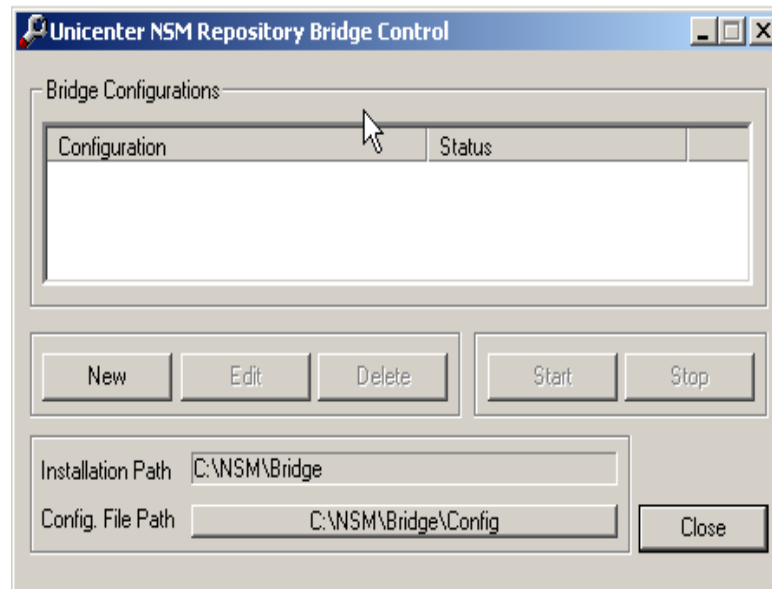 Unicenter NSM Repository Bridge Control
Bridge Configurations
Configuration Status
New Edit Delete Start Stop
Installation Path C:\NSM\Bridge
Config. File Path C:\NSM\Bridge\Config
Close